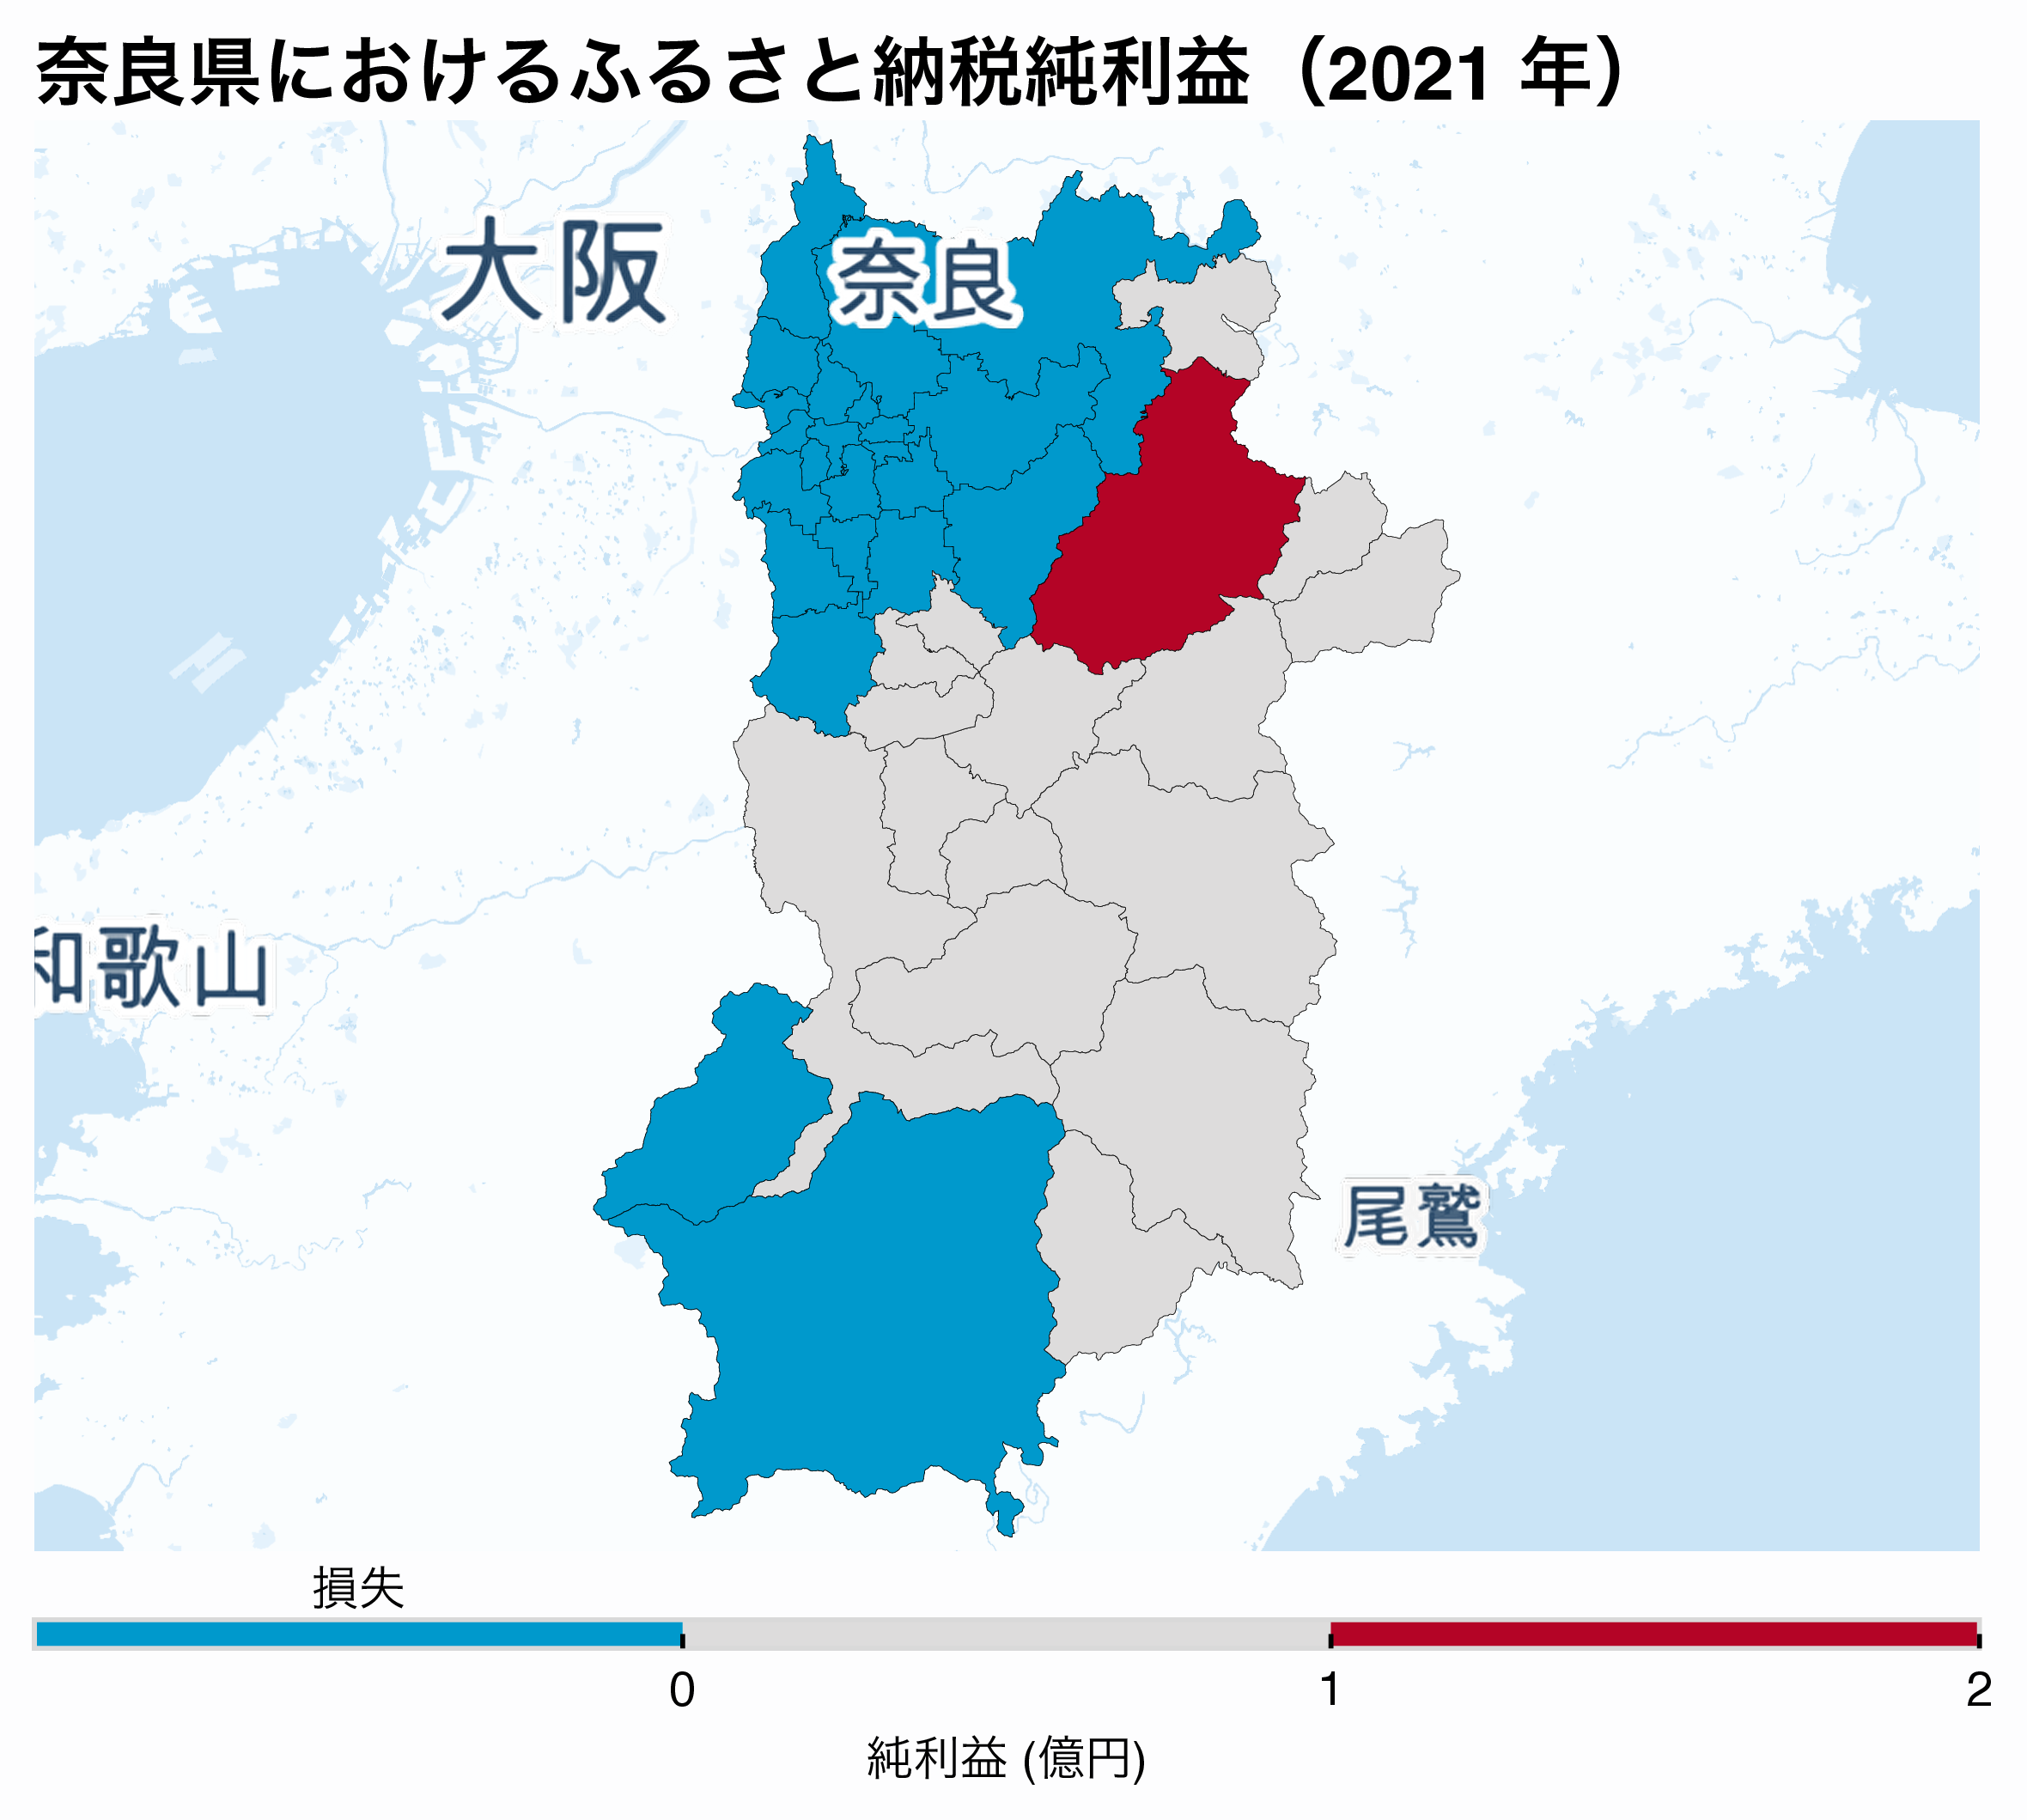 奈良県におけるふるさと納税純利益（2021 年）
大阪
奈良
和歌山
尾鷲
損失
0
1
2
純利益 (億円)